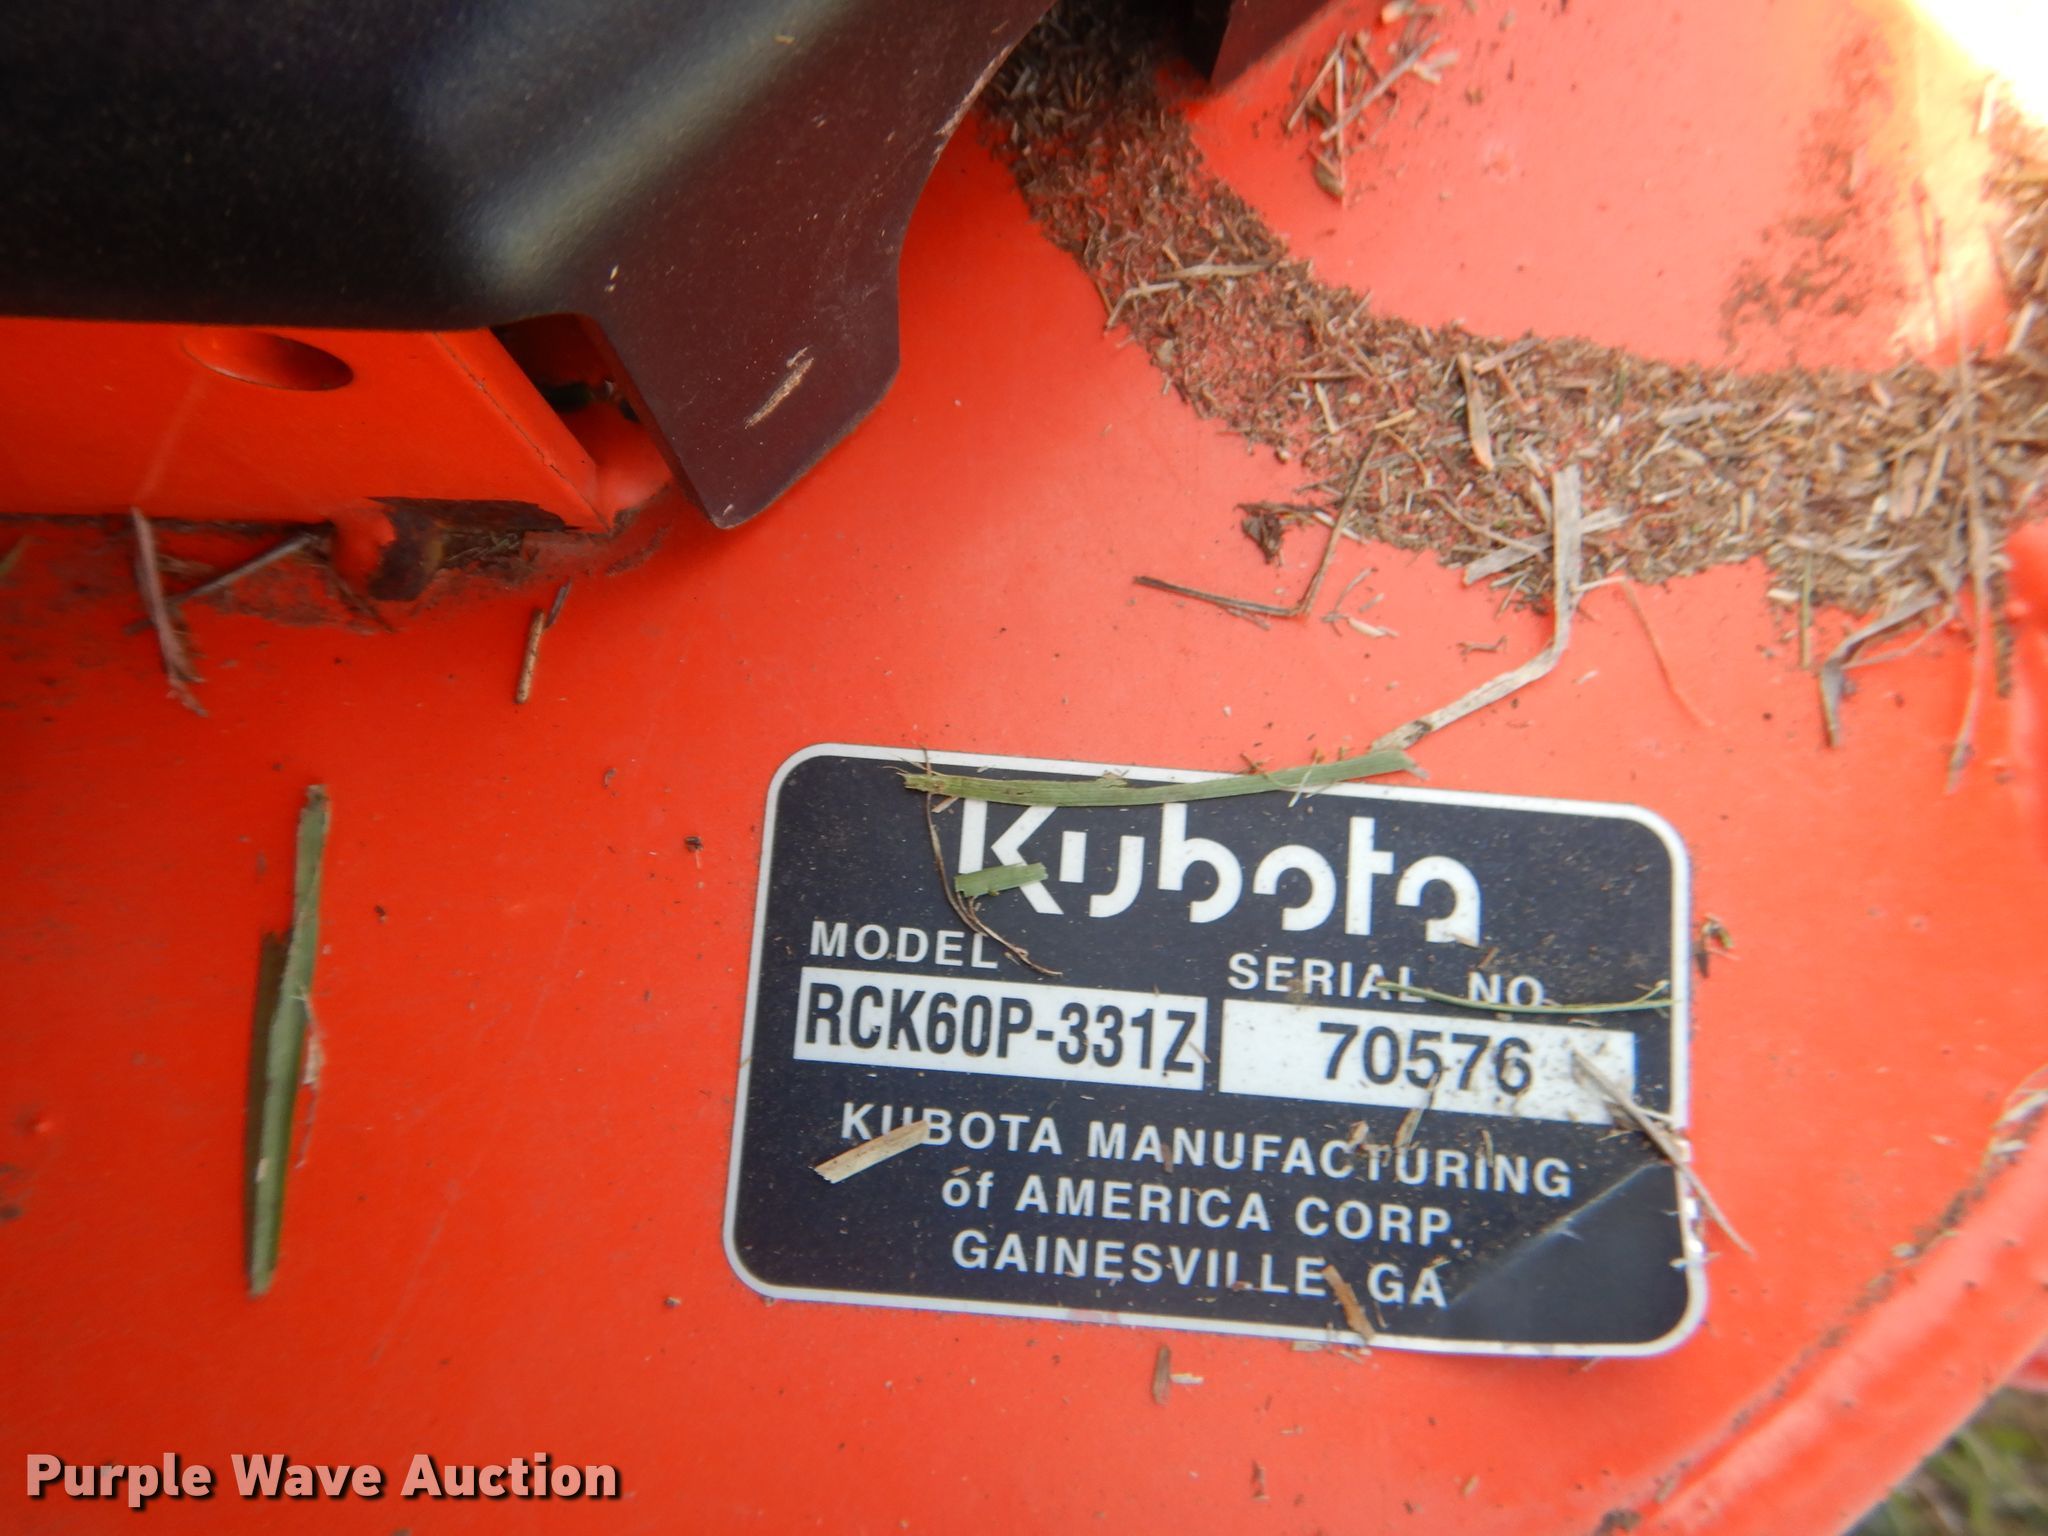 Kubota
MODEL
SERIAL NO
RCK60P-331Z
70576
KUBOTA MANUFACTURING
of AMERICA CORP.
GAINESVILLE, GA
Purple Wave Auction